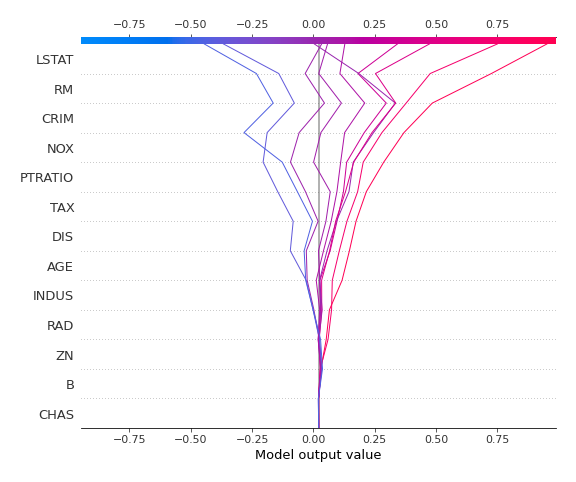 −0.75 −0.50 −0.25 0.00 0.25 0.50 0.75
LSTAT
RM
CRIM
NOX
PTRATIO
TAX
DIS
AGE
INDUS
RAD
ZN
B
CHAS
−0.75 −0.50 −0.25 0.00 0.25 0.50 0.75
Model output value